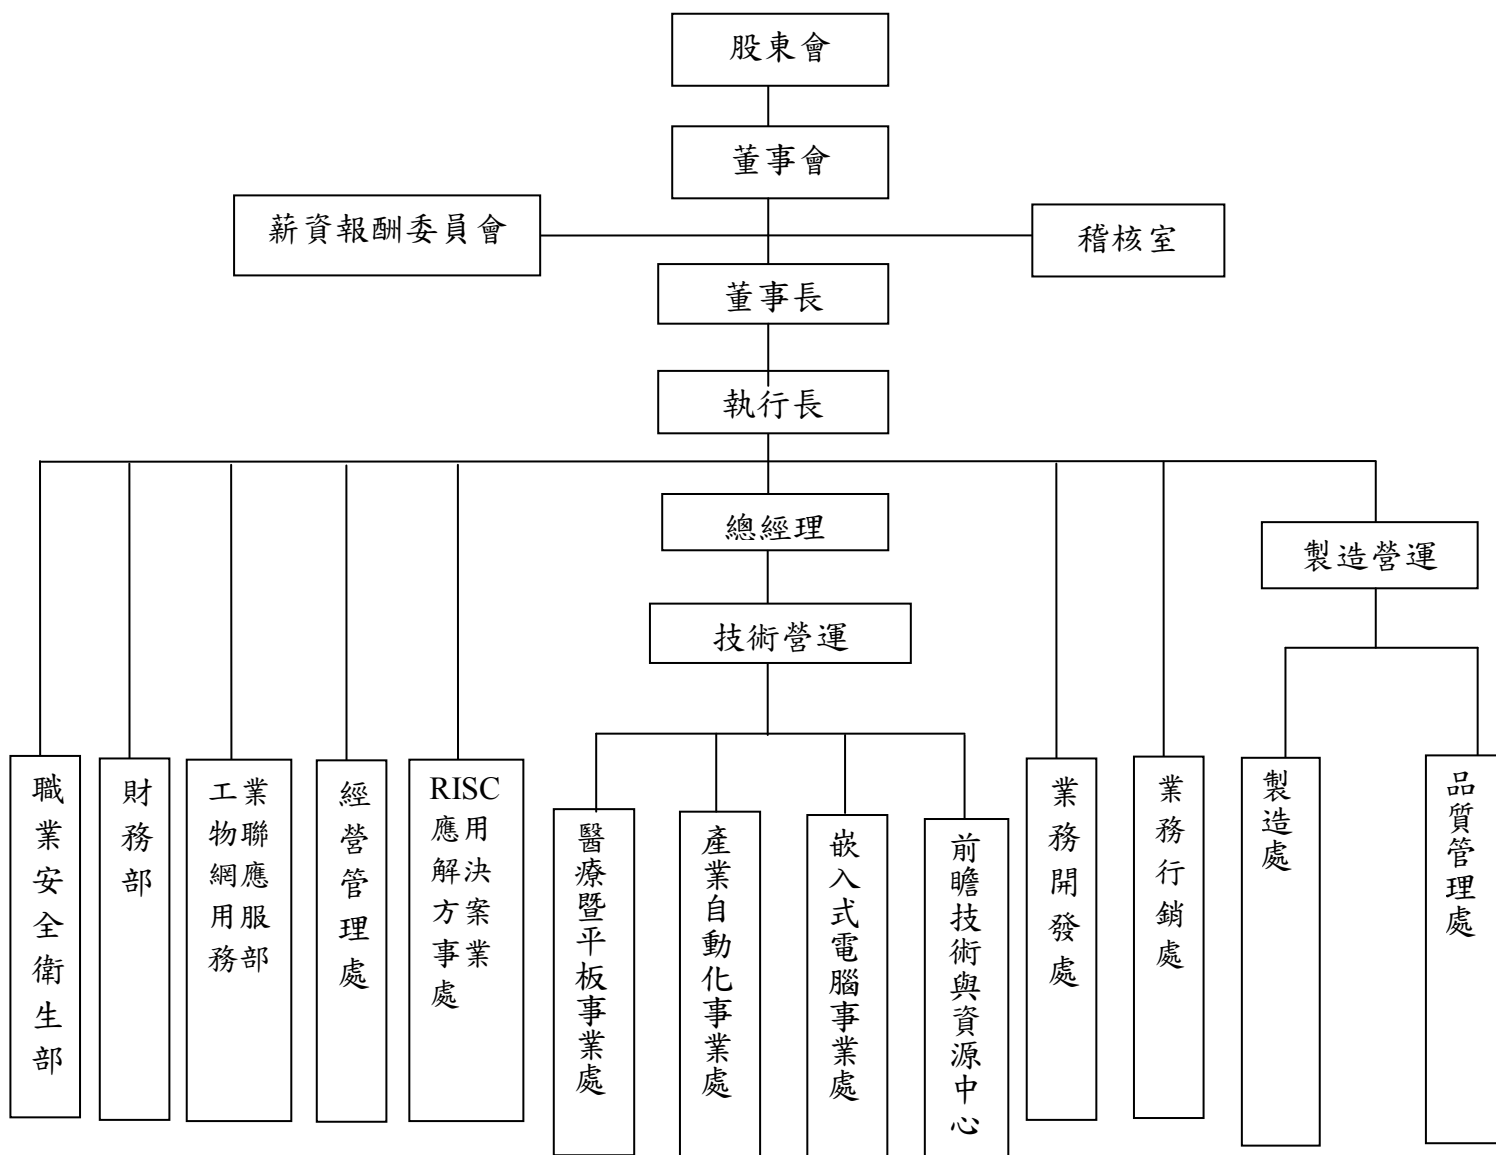 股東會
董事會
薪資報酬委員會
稽核室
董事長
執行長
總經理
製造營運
技術營運
職業安全衛生部
財務部
工業
物聯
網應
用服
務部
經營管理處
RISC
應用
解決
方案
事業
處
醫療暨平板事業處
產業自動化事業處
嵌入式電腦事業處
前瞻技術與資源中心
業務開發處
業務行銷處
製造處
品質管理處